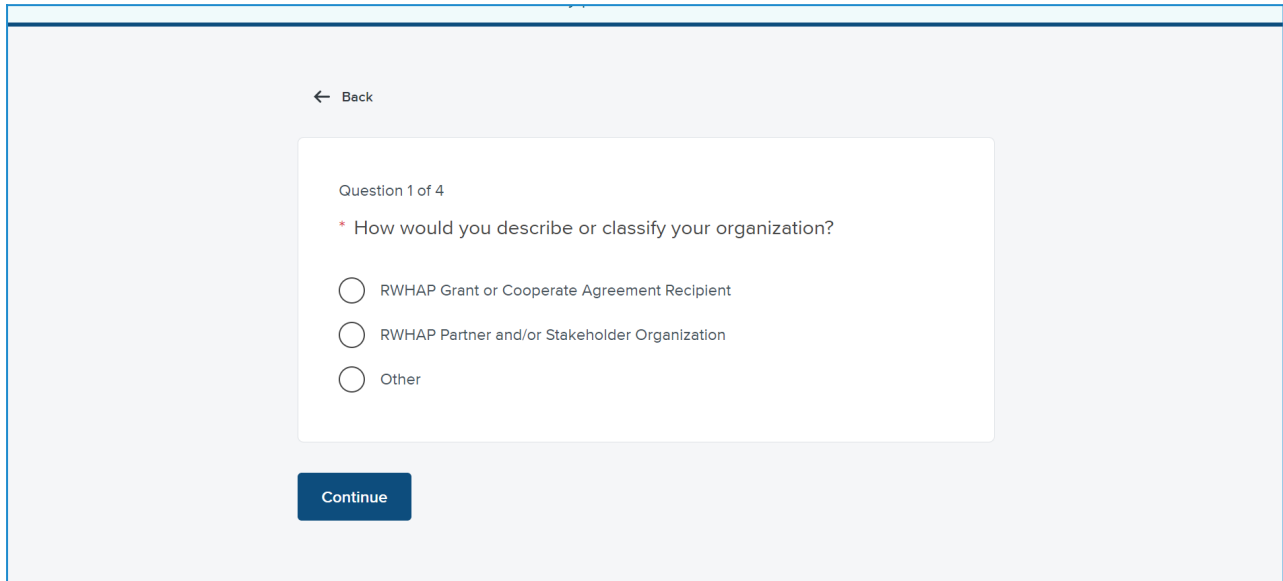 Back
Question 1 of 4
* How would you describe or classify your organization?
RWHAP Grant or Cooperate Agreement Recipient
RWHAP Partner and/or Stakeholder Organization
Other
Continue